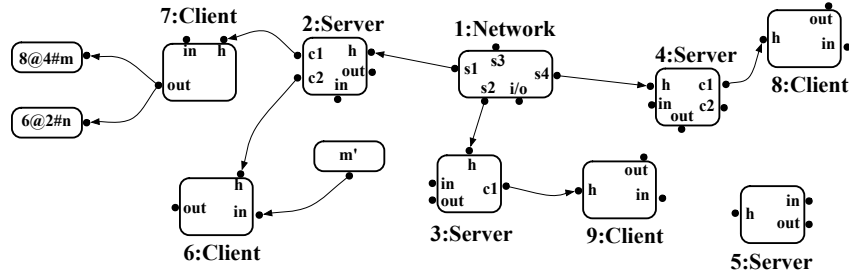 7:Client
in
h
out
8@4#m
6@2#n
2:Server
c1
h
c2
out
in
1:Network
s3
s1
s4
s2
i/o
4:Server
h
c1
in
c2
out
out
h
in
8:Client
h
out
in
6:Client
m'
h
in
c1
out
3:Server
out
h
in
9:Client
in
h
out
5:Server